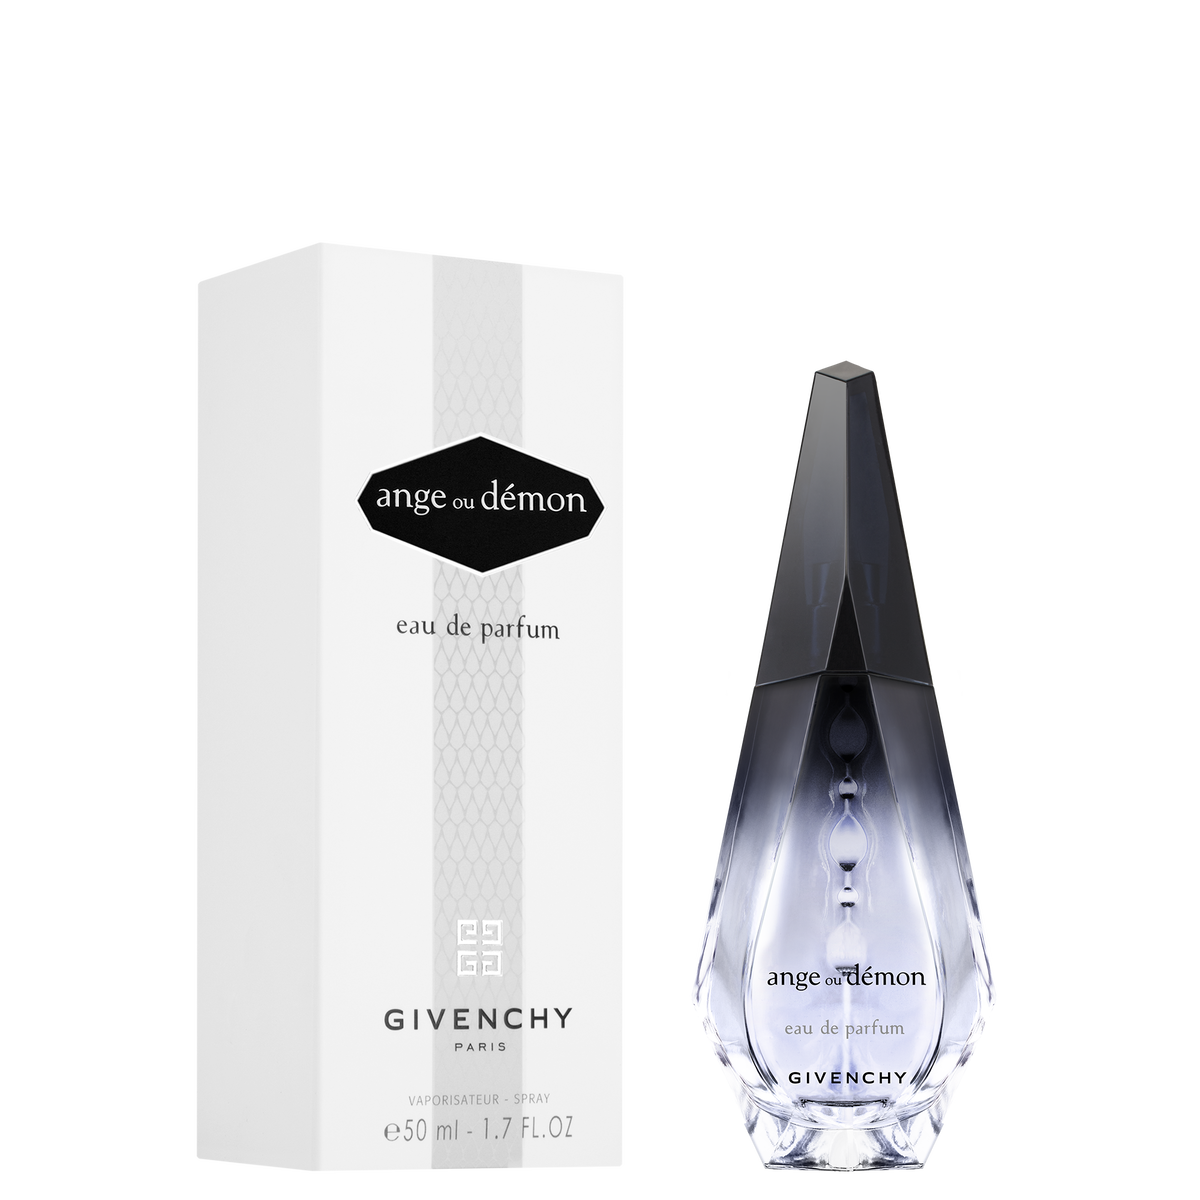 ange ou démon
eau de parfum
GIVENCHY
PARIS
VAPORISATEUR - SPRAY
℮50 ml - 1.7 FL.OZ
ange ou démon
eau de parfum
GIVENCHY